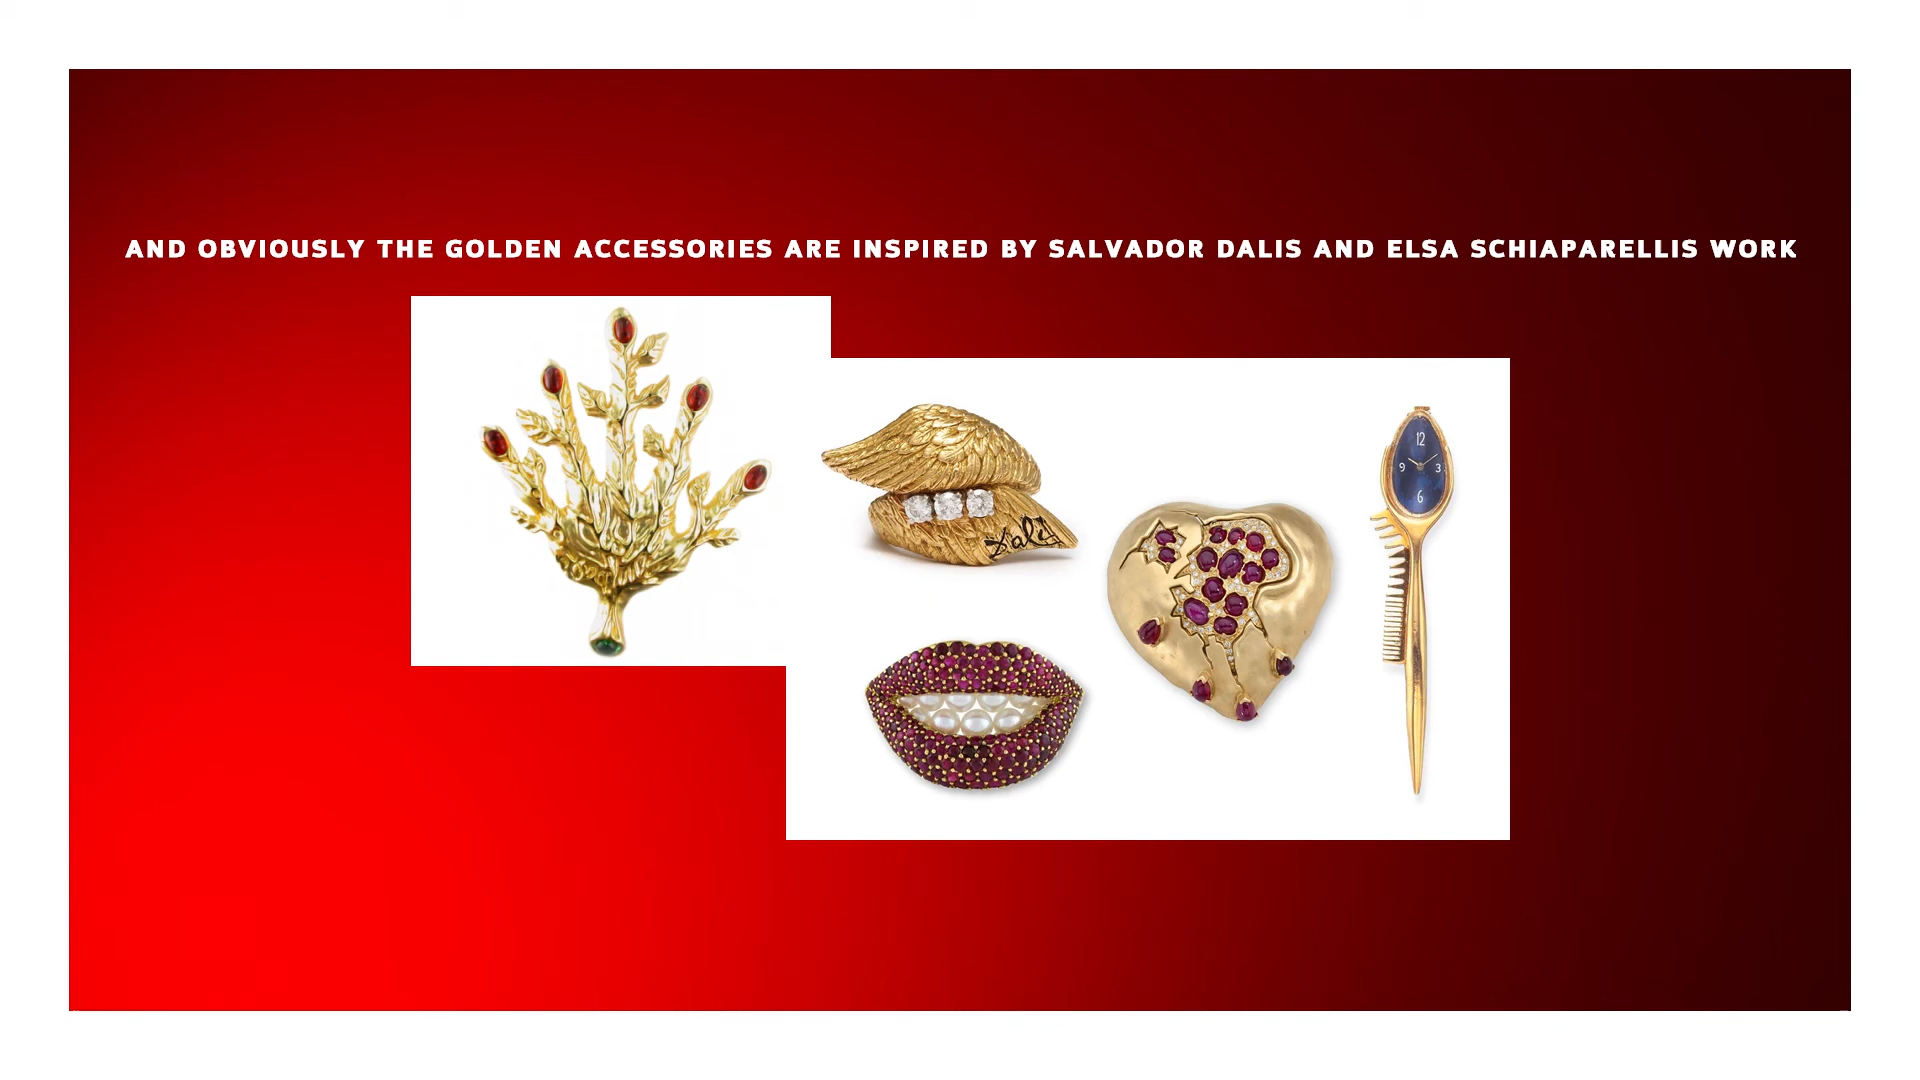 AND OBVIOUSLY THE GOLDEN ACCESSORIES ARE INSPIRED BY SALVADOR DALIS AND ELSA SCHIAPARELLIS WORK
Dalí
12
9 3
6